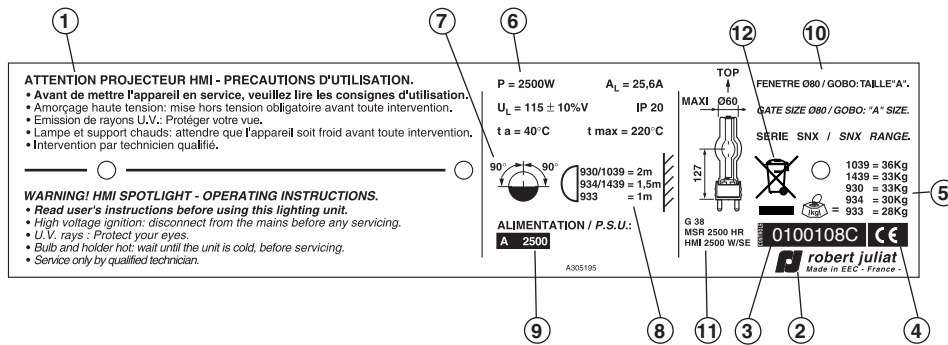 1
7
6
12
10
ATTENTION PROJECTEUR HMI - PRECAUTIONS D'UTILISATION.
• Avant de mettre l'appareil en service, veuillez lire les consignes d'utilisation.
• Amorçage haute tension: mise hors tension obligatoire avant toute intervention.
• Emission de rayons U.V.: Protéger votre vue.
• Lampe et support chauds: attendre que l'appareil soit froid avant toute intervention.
• Intervention par technicien qualifié.
WARNING! HMI SPOTLIGHT - OPERATING INSTRUCTIONS.
• Read user's instructions before using this lighting unit.
• High voltage ignition: disconnect from the mains before any servicing.
• U.V. rays : Protect your eyes.
• Bulb and holder hot: wait until the unit is cold, before servicing.
• Service only by qualified technician.
P = 2500W AL = 25,6A
UL = 115 ± 10%V IP 20
t a = 40°C t max = 220°C
90° 90°
930/1039 = 2m
934/1439 = 1,5m
933 = 1m
ALIMENTATION / P.S.U.:
A 2500
A305195
TOP
MAXI Ø60
127
G 38
MSR 2500 HR
HMI 2500 W/SE
FENETRE Ø80 / GOBO: TAILLE"A".
GATE SIZE Ø80 / GOBO: "A" SIZE.
SERIE SNX / SNX RANGE.
1039 = 36Kg
1439 = 33Kg
930 = 33Kg
934 = 30Kg
(kg) = 933 = 28Kg
0100108C CE
robert juliat
Made in EEC - France -
5
9
8
11
3
2
4